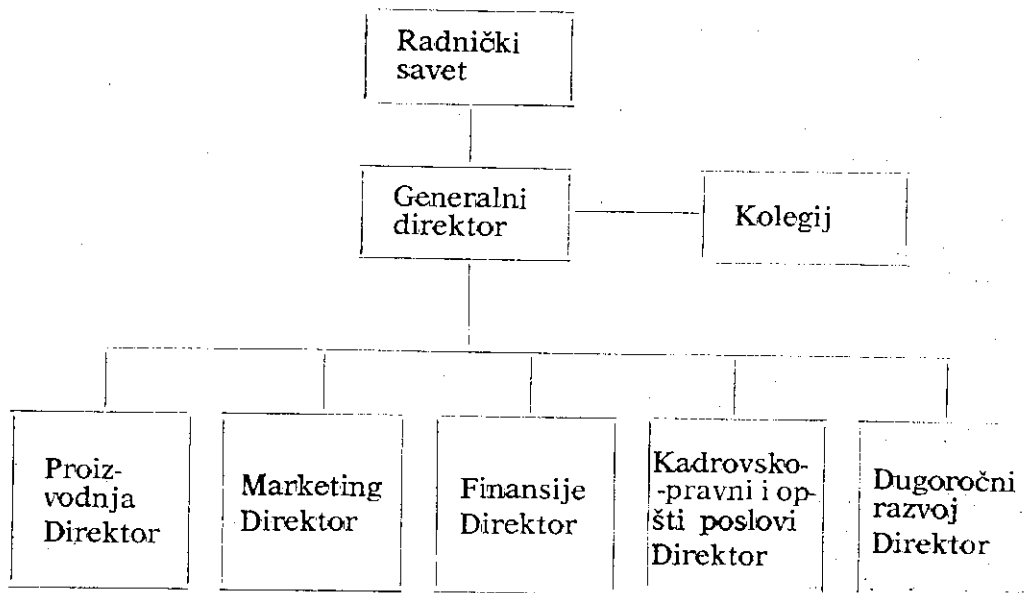 Radnički
savet
Generalni
direktor
Kolegij
Proiz-
vodnja
Direktor
Marketing
Direktor
Finansije
Direktor
Kadrovsko-
-pravni i op-
šti poslovi
Direktor
Dugoročni
razvoj
Direktor